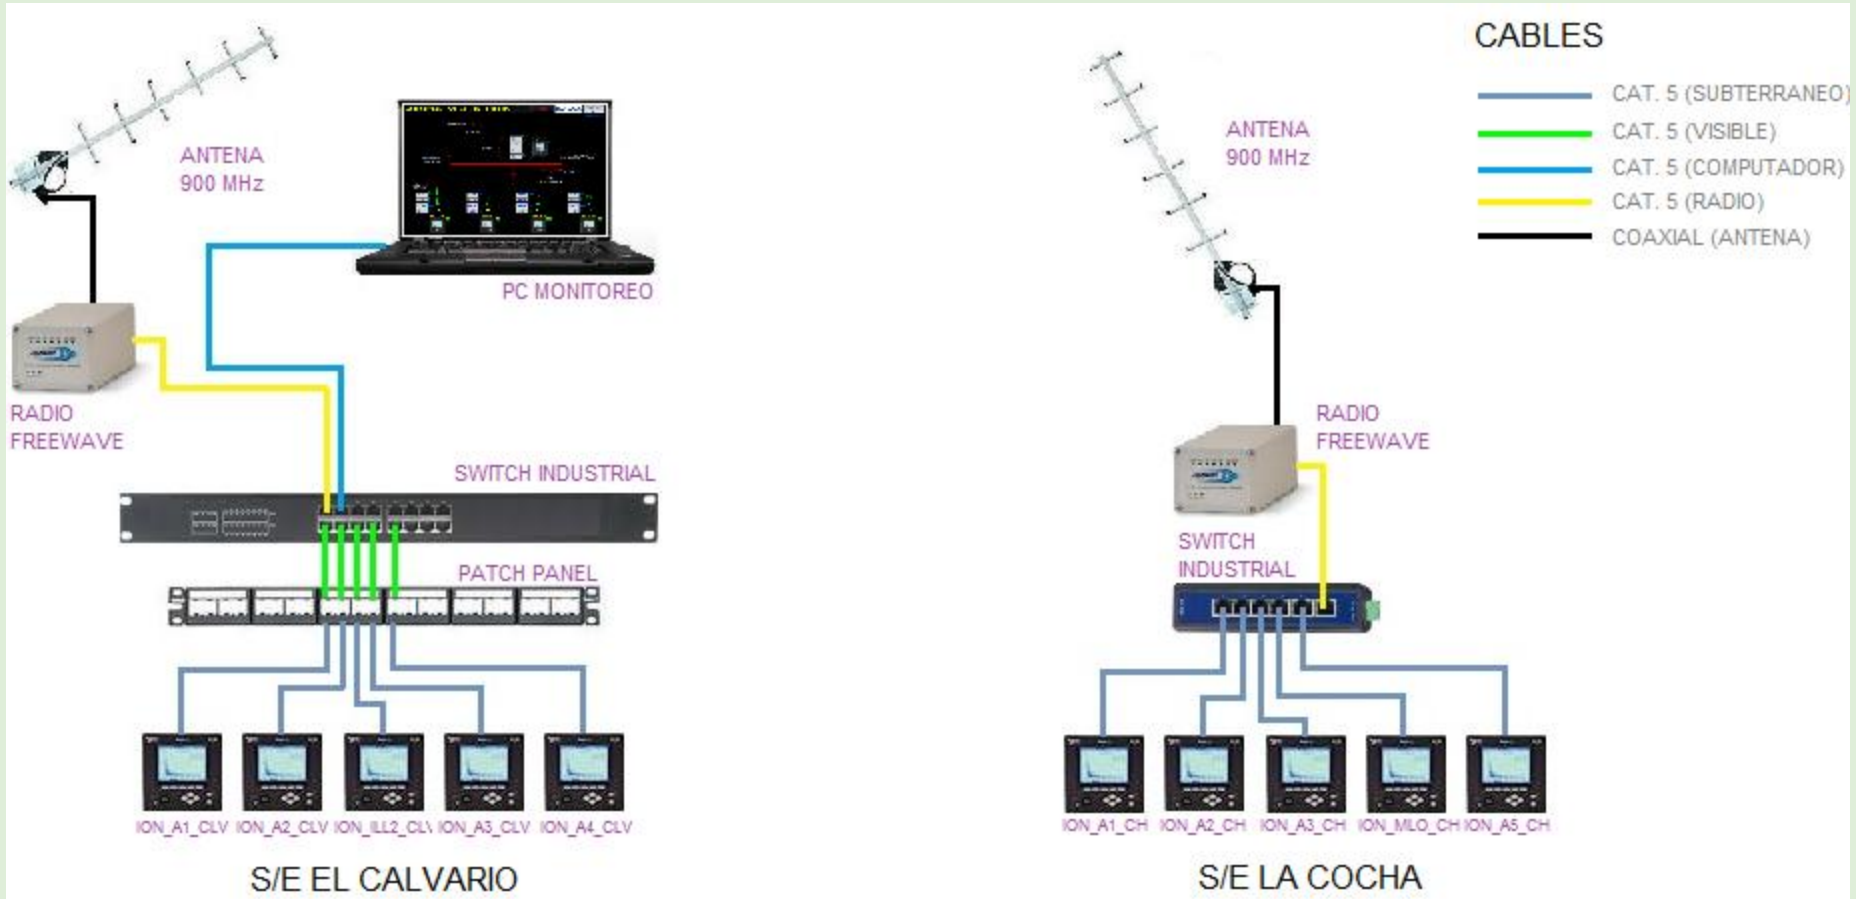 CABLES
CAT. 5 (SUBTERRANEO)
CAT. 5 (VISIBLE)
CAT. 5 (COMPUTADOR)
CAT. 5 (RADIO)
COAXIAL (ANTENA)
ANTENA
900 MHz
PC MONITOREO
RADIO
FREEWAVE
SWITCH INDUSTRIAL
PATCH PANEL
ION_A1_CLV
ION_A2_CLV
ION_ILL2_CL
ION_A3_CLV
ION_A4_CLV
S/E EL CALVARIO
ANTENA
900 MHz
RADIO
FREEWAVE
SWITCH
INDUSTRIAL
ION_A1_CH
ION_A2_CH
ION_A3_CH
ION_MLO_CH
ION_A5_CH
S/E LA COCHA